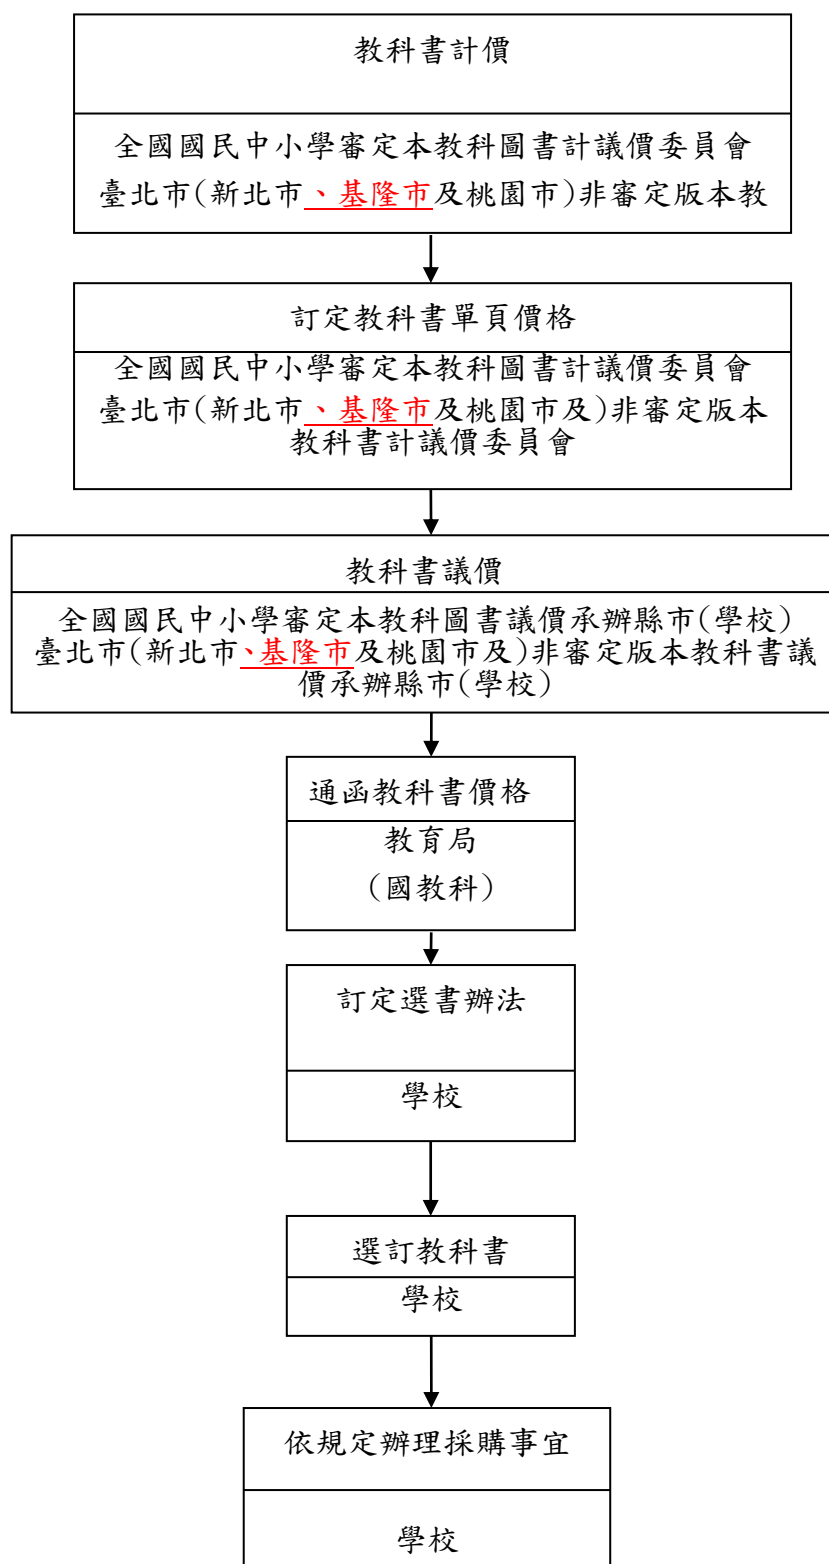 教科書計價
全國國民中小學審定本教科圖書計議價委員會
臺北市(新北市、基隆市及桃園市)非審定版本教
訂定教科書單頁價格
全國國民中小學審定本教科圖書計議價委員會
臺北市(新北市、基隆市及桃園市及)非審定版本
教科書計議價委員會
教科書議價
全國國民中小學審定本教科圖書議價承辦縣市(學校)
臺北市(新北市、基隆市及桃園市及)非審定版本教科書議
價承辦縣市(學校)
通函教科書價格
教育局
(國教科)
訂定選書辦法
學校
選訂教科書
學校
依規定辦理採購事宜
學校